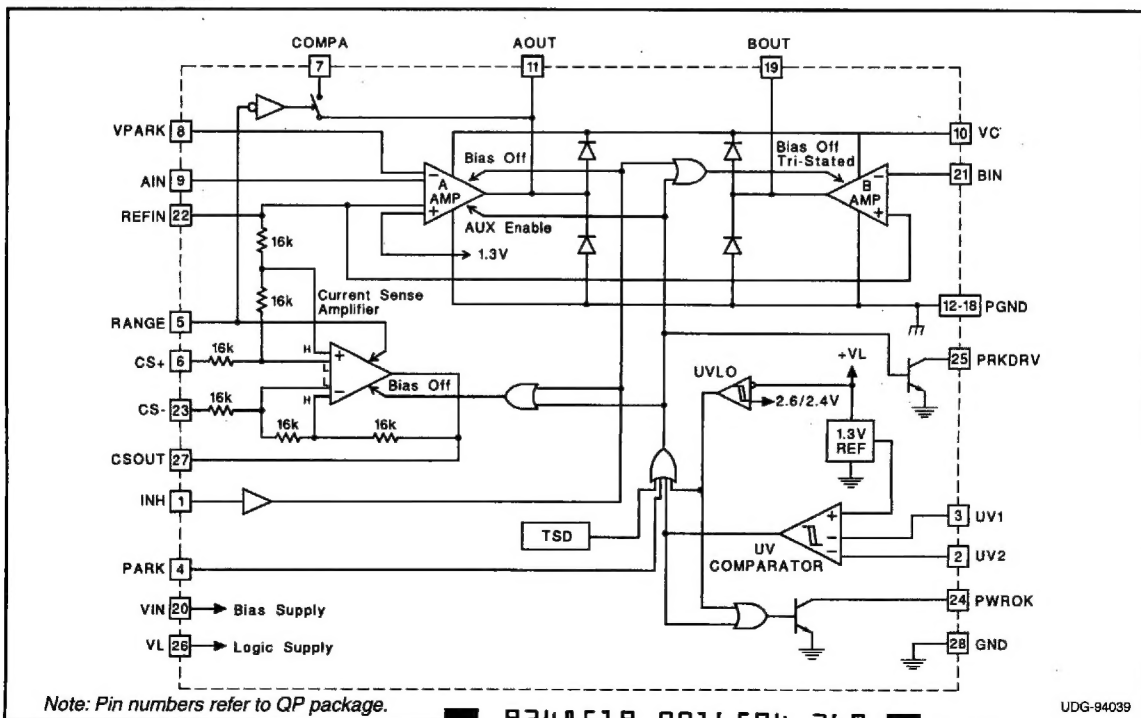 COMPA AOUT BOUT
7 11 19
VPARK 8
AIN 9
REFIN 22
RANGE 5
CS+ 6
CS- 23
CSOUT 27
INH 1
PARK 4
VIN 20 Bias Supply
VL 26 Logic Supply
Bias Off
A AMP
AUX Enable
1.3V
Bias Off
Tri-Stated
B AMP
10 VC
21 BIN
12-18 PGND
25 PRKDRV
3 UV1
2 UV2
24 PWROK
28 GND
16k
16k
Current Sense
Amplifier
16k
H
L
L
H
Bias Off
16k
16k
16k
UVLO
+VL
2.6/2.4V
1.3V
REF
TSD
UV
COMPARATOR
Note: Pin numbers refer to QP package.
UDG-94039